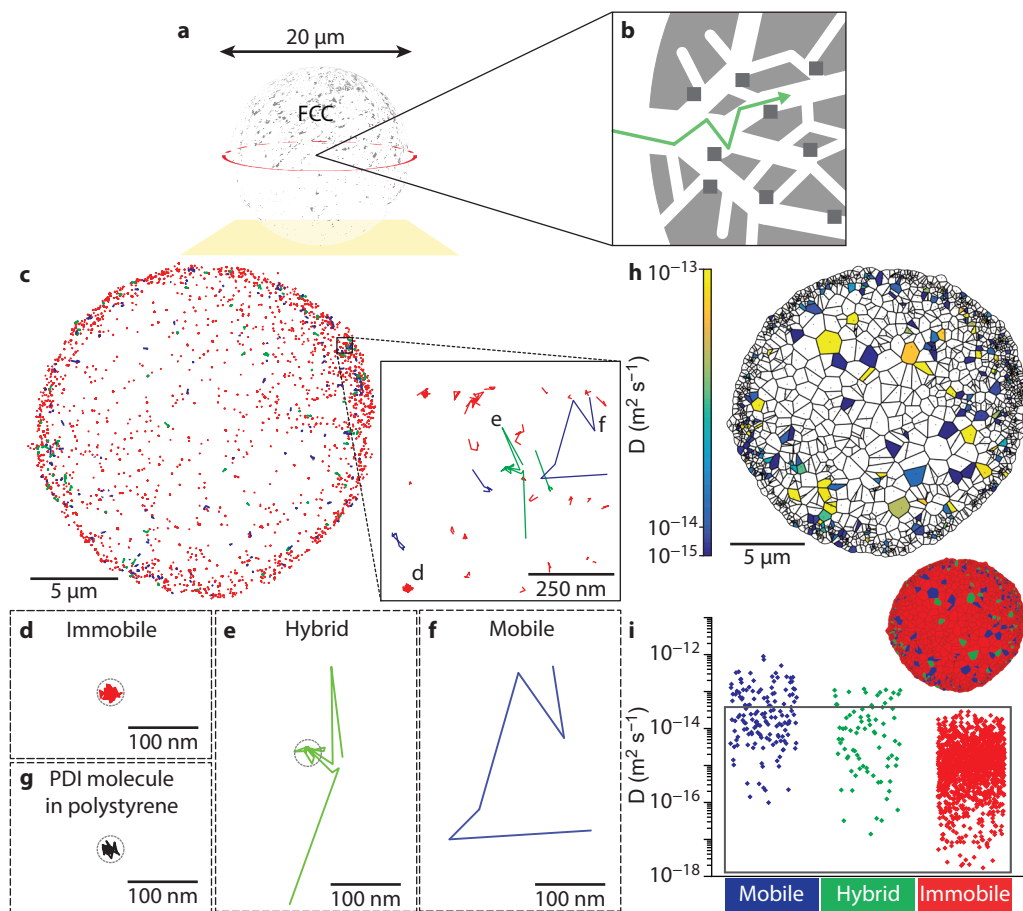 a
20 µm
FCC
b
c
5 µm
e
f
d
250 nm
h
10⁻¹³
D (m² s⁻¹)
10⁻¹⁴
10⁻¹⁵
5 µm
d Immobile
100 nm
e Hybrid
100 nm
f Mobile
100 nm
g PDI molecule
in polystyrene
100 nm
i
10⁻¹²
10⁻¹⁴
10⁻¹⁶
10⁻¹⁸
D (m² s⁻¹)
Mobile Hybrid Immobile